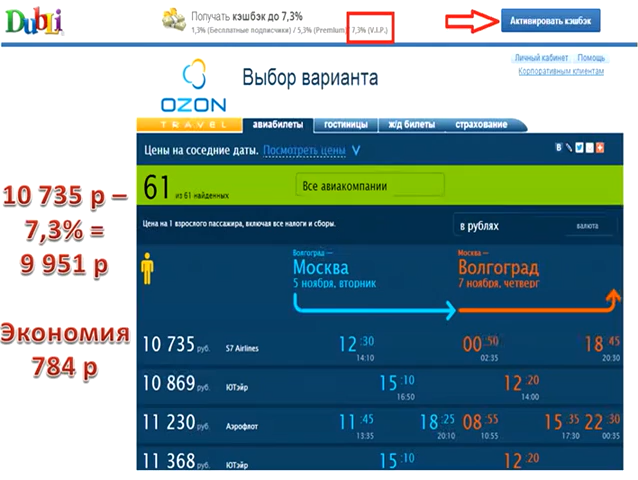 DubLi
Получать кэшбэк до 7,3%
1,3% (Бесплатные подписчики) / 5,3% (Premium) 7,3% (V.I.P.)
Активировать кэшбэк
Личный кабинет Помощь
Корпоративным клиентам
OZON
TRAVEL
Выбор варианта
авиабилеты гостиницы ж/д билеты страхование
Цены на соседние даты. Посмотреть цены
61 из 61 найденных
Все авиакомпании
Цена на 1 взрослого пассажира, включая все налоги и сборы.
в рублях валюта
Волгоград —
Москва
5 ноября, вторник
Москва —
Волгоград
7 ноября, четверг
10 735 руб. S7 Airlines 12:30 00:50 18:45
14:10 02:35 20:30
10 869 руб. ЮТэйр 15:10 12:20
16:50 14:00
11 230 руб. Аэрофлот 11:45 18:25 08:55 15:35 22:30
13:35 20:10 10:55 17:30 00:35
11 368 руб. ЮТэйр 15:10 12:20
10 735 р –
7,3% =
9 951 р
Экономия
784 р